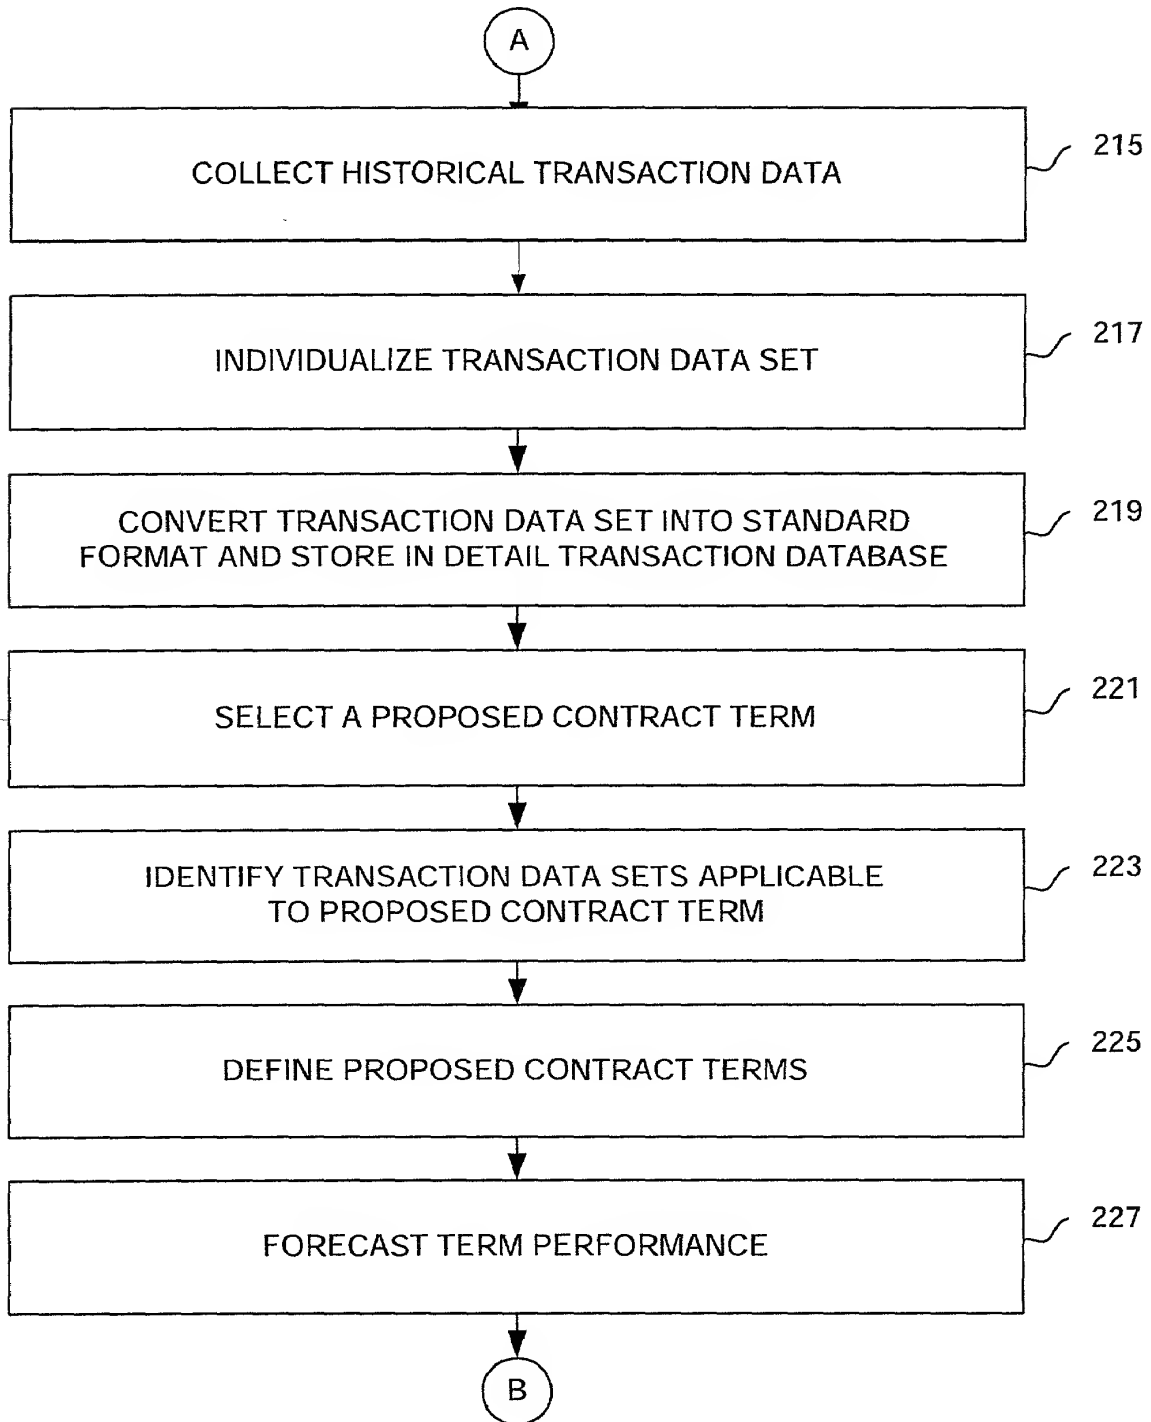 A
COLLECT HISTORICAL TRANSACTION DATA
215
INDIVIDUALIZE TRANSACTION DATA SET
217
CONVERT TRANSACTION DATA SET INTO STANDARD
FORMAT AND STORE IN DETAIL TRANSACTION DATABASE
219
SELECT A PROPOSED CONTRACT TERM
221
IDENTIFY TRANSACTION DATA SETS APPLICABLE
TO PROPOSED CONTRACT TERM
223
DEFINE PROPOSED CONTRACT TERMS
225
FORECAST TERM PERFORMANCE
227
B